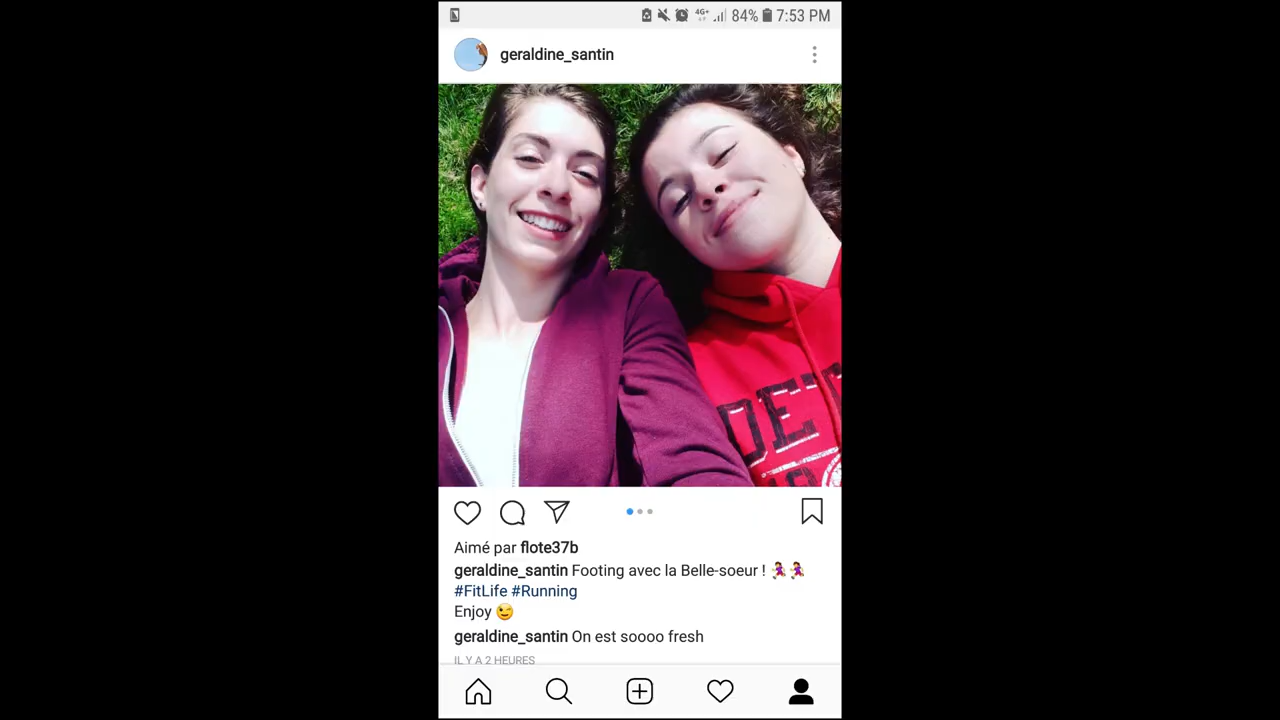 84% 7:53 PM
geraldine_santin
DET
Aimé par flote37b
geraldine_santin Footing avec la Belle-soeur ! 🏃‍♀️🏃‍♀️
#FitLife #Running
Enjoy 😉
geraldine_santin On est soooo fresh
IL Y A 2 HEURES